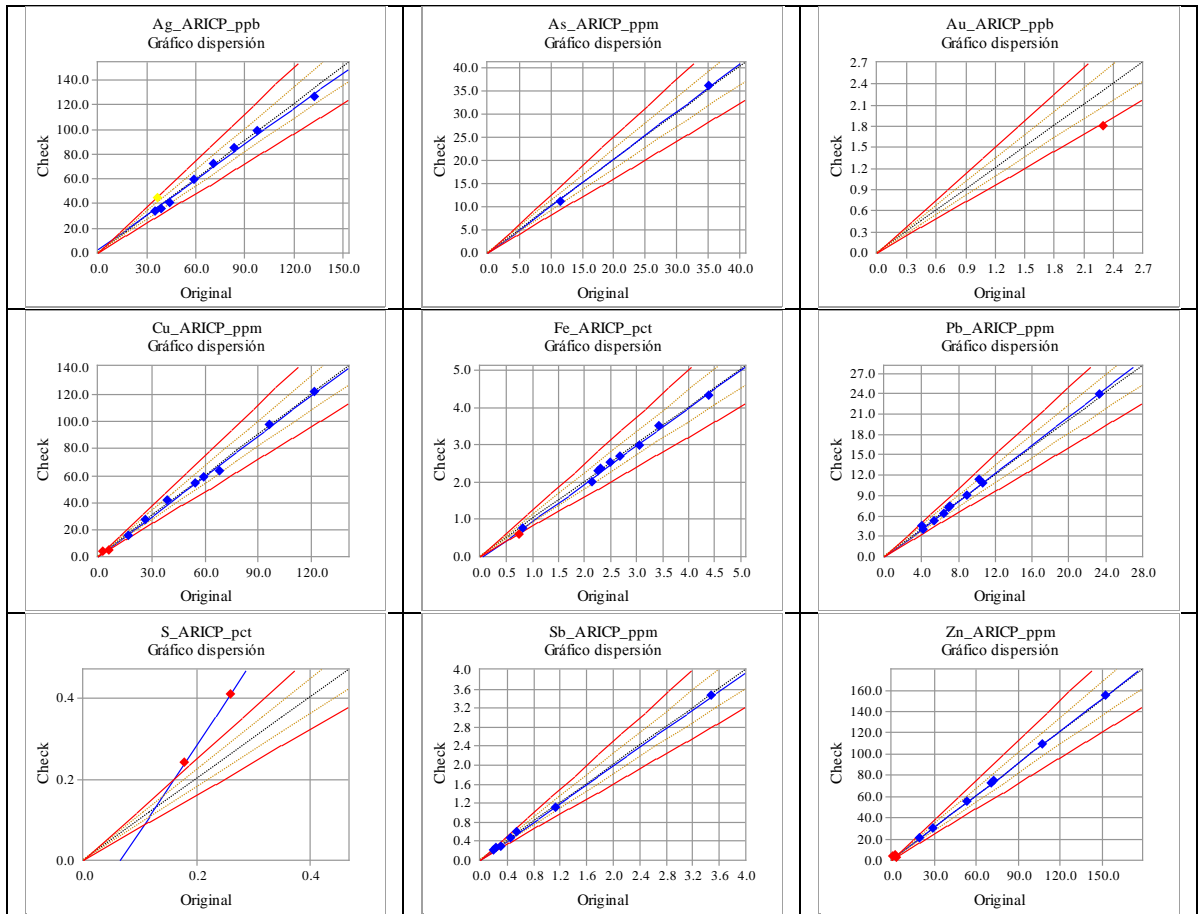 Ag_ARICP_ppb
Gráfico dispersión
140.0
120.0
100.0
80.0
60.0
40.0
20.0
0.0
Check
0.0 30.0 60.0 90.0 120.0 150.0
Original
As_ARICP_ppm
Gráfico dispersión
40.0
35.0
30.0
25.0
20.0
15.0
10.0
5.0
0.0
Check
0.0 5.0 10.0 15.0 20.0 25.0 30.0 35.0 40.0
Original
Au_ARICP_ppb
Gráfico dispersión
2.7
2.4
2.1
1.8
1.5
1.2
0.9
0.6
0.3
0.0
Check
0.0 0.3 0.6 0.9 1.2 1.5 1.8 2.1 2.4 2.7
Original
Cu_ARICP_ppm
Gráfico dispersión
140.0
120.0
100.0
80.0
60.0
40.0
20.0
0.0
Check
0.0 30.0 60.0 90.0 120.0
Original
Fe_ARICP_pct
Gráfico dispersión
5.0
4.0
3.0
2.0
1.0
0.0
Check
0.0 0.5 1.0 1.5 2.0 2.5 3.0 3.5 4.0 4.5 5.0
Original
Pb_ARICP_ppm
Gráfico dispersión
27.0
24.0
21.0
18.0
15.0
12.0
9.0
6.0
3.0
0.0
Check
0.0 4.0 8.0 12.0 16.0 20.0 24.0 28.0
Original
S_ARICP_pct
Gráfico dispersión
0.4
0.2
0.0
Check
0.0 0.2 0.4
Original
Sb_ARICP_ppm
Gráfico dispersión
4.0
3.6
3.2
2.8
2.4
2.0
1.6
1.2
0.8
0.4
0.0
Check
0.0 0.4 0.8 1.2 1.6 2.0 2.4 2.8 3.2 3.6 4.0
Original
Zn_ARICP_ppm
Gráfico dispersión
160.0
140.0
120.0
100.0
80.0
60.0
40.0
20.0
0.0
Check
0.0 30.0 60.0 90.0 120.0 150.0
Original